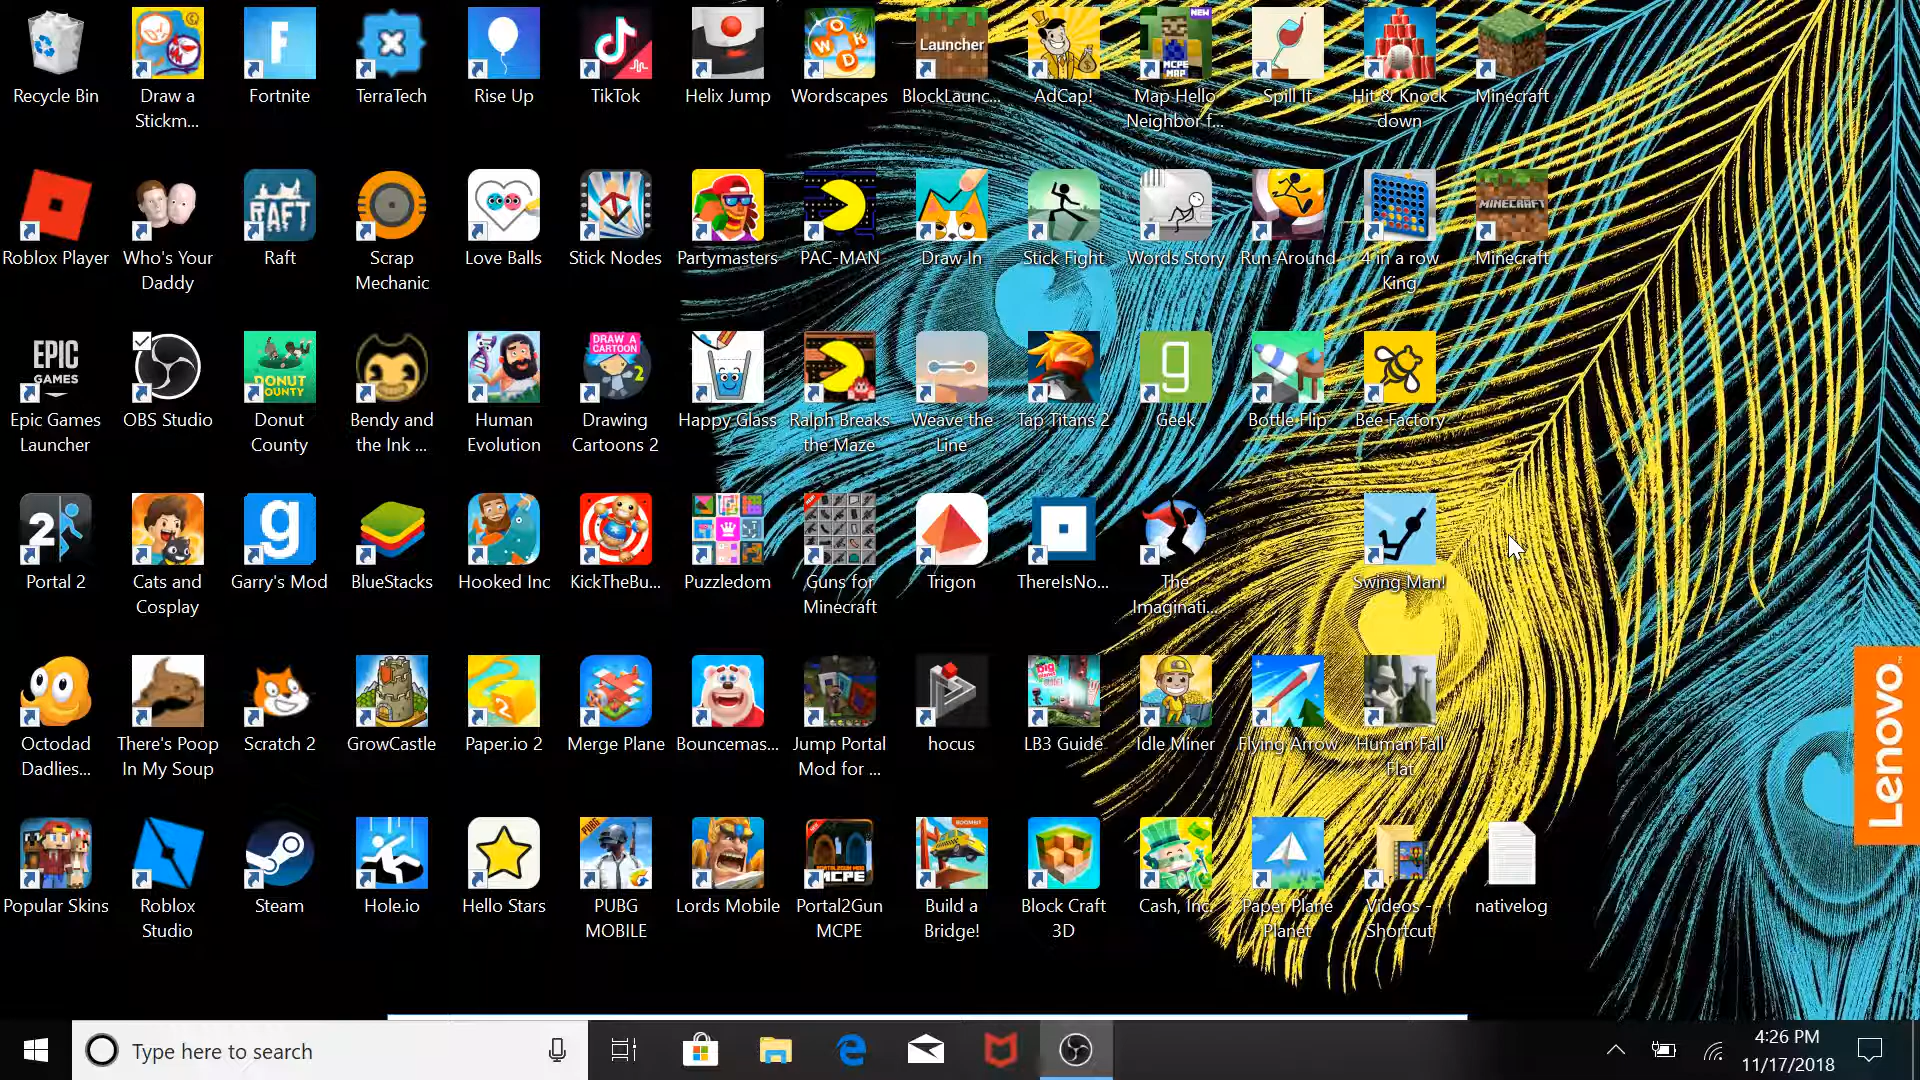 Recycle Bin
Draw a
Stickm...
Fortnite
TerraTech
Rise Up
TikTok
Helix Jump
Wordscapes
BlockLaunc...
AdCap!
Map Hello
Neighbor f...
Spill It
Hit & Knock
down
Minecraft
Roblox Player
Who's Your
Daddy
Raft
Scrap
Mechanic
Love Balls
Stick Nodes
Partymasters
PAC-MAN
Draw In
Stick Fight
Words Story
Run Around
4 in a row
King
Minecraft
Epic Games
Launcher
OBS Studio
Donut
County
Bendy and
the Ink ...
Human
Evolution
Drawing
Cartoons 2
Happy Glass
Ralph Breaks
the Maze
Weave the
Line
Tap Titans 2
Geek
Bottle Flip
Bee Factory
Portal 2
Cats and
Cosplay
Garry's Mod
BlueStacks
Hooked Inc
KickTheBu...
Puzzledom
Guns for
Minecraft
Trigon
ThereIsNo...
The
Imaginati...
Swing Man!
Octodad
Dadlies...
There's Poop
In My Soup
Scratch 2
GrowCastle
Paper.io 2
Merge Plane
Bouncemas...
Jump Portal
Mod for ...
hocus
LB3 Guide
Idle Miner
Flying Arrow
Human Fall
Flat
Lenovo
Popular Skins
Roblox
Studio
Steam
Hole.io
Hello Stars
PUBG
MOBILE
Lords Mobile
Portal2Gun
MCPE
Build a
Bridge!
Block Craft
3D
Cash, Inc.
Paper Plane
Planet
Videos -
Shortcut
nativelog
Type here to search
4:26 PM
11/17/2018